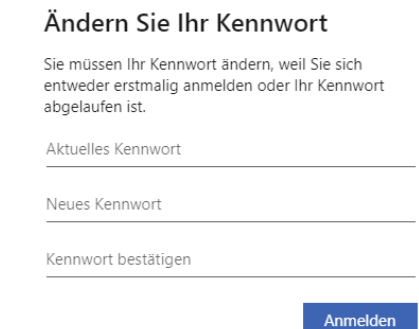 Ändern Sie Ihr Kennwort
Sie müssen Ihr Kennwort ändern, weil Sie sich
entweder erstmalig anmelden oder Ihr Kennwort
abgelaufen ist.
Aktuelles Kennwort
Neues Kennwort
Kennwort bestätigen
Anmelden